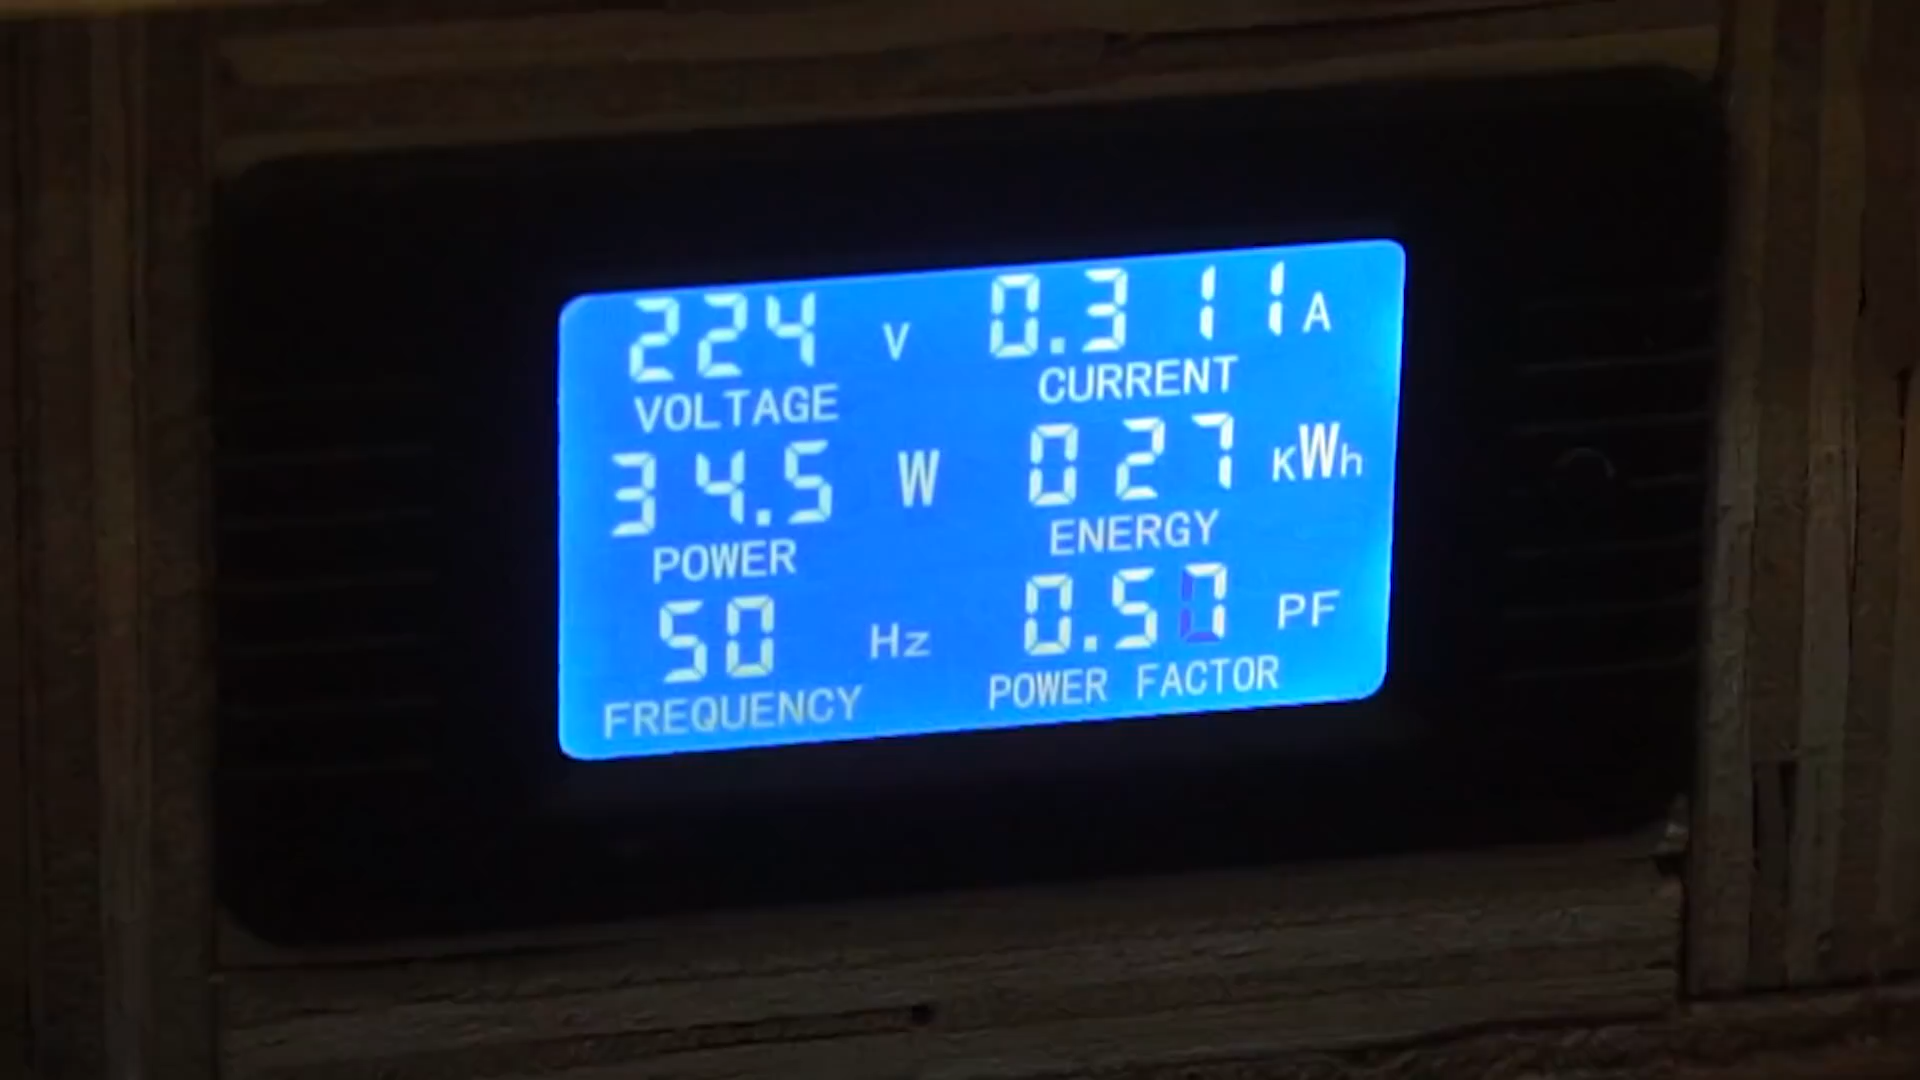 224 V 0.311 A
VOLTAGE CURRENT
34.5 W 027 KWh
POWER ENERGY
50 Hz 0.50 PF
FREQUENCY POWER FACTOR